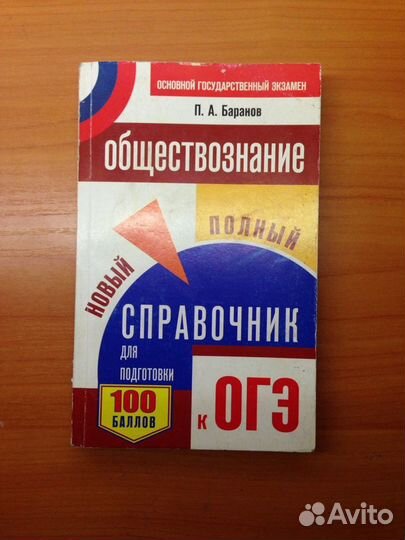 ОСНОВНОЙ ГОСУДАРСТВЕННЫЙ ЭКЗАМЕН
П. А. Баранов
ОБЩЕСТВОЗНАНИЕ
НОВЫЙ
ПОЛНЫЙ
СПРАВОЧНИК
ДЛЯ
ПОДГОТОВКИ
100
БАЛЛОВ
К ОГЭ
Avito